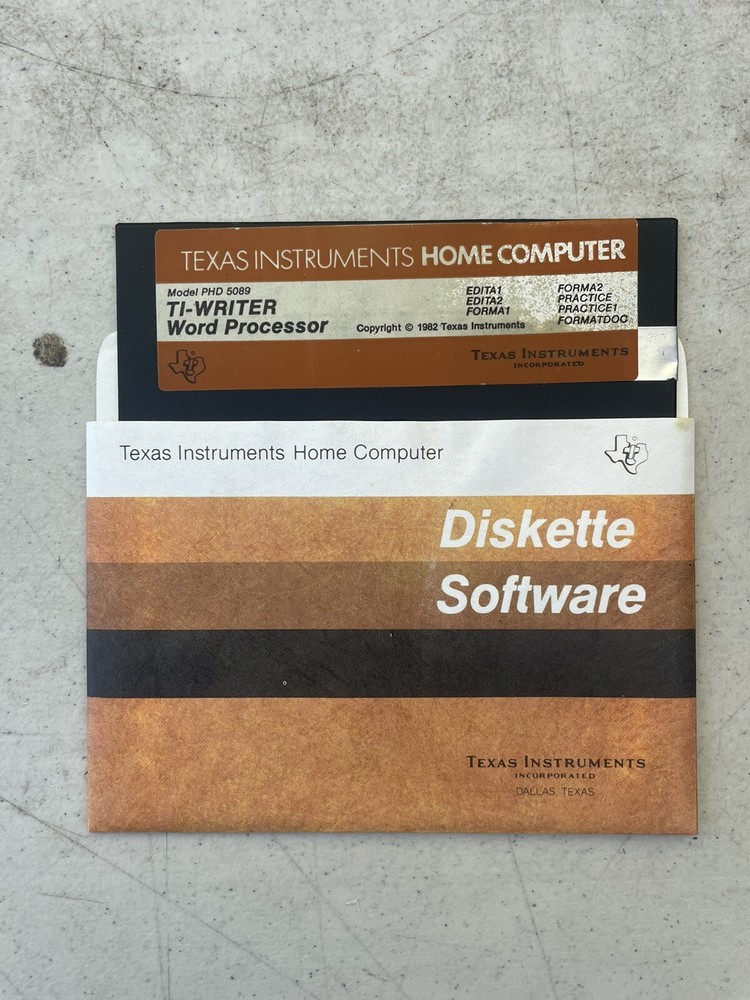 TEXAS INSTRUMENTS HOME COMPUTER
Model PHD 5089
TI-WRITER
Word Processor
EDITA1
EDITA2
FORMA1
FORMA2
PRACTICE
PRACTICE1
FORMATDOC
Copyright © 1982 Texas Instruments
TEXAS INSTRUMENTS
INCORPORATED
Texas Instruments Home Computer
Diskette
Software
TEXAS INSTRUMENTS
INCORPORATED
DALLAS, TEXAS